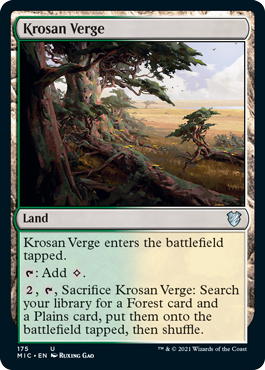 Krosan Verge
Land
Krosan Verge enters the battlefield
tapped.
: Add .
2, , Sacrifice Krosan Verge: Search
your library for a Forest card and
a Plains card, put them onto the
battlefield tapped, then shuffle.
175 U
MIC • EN Ruxing Gao
™ & © 2021 Wizards of the Coast